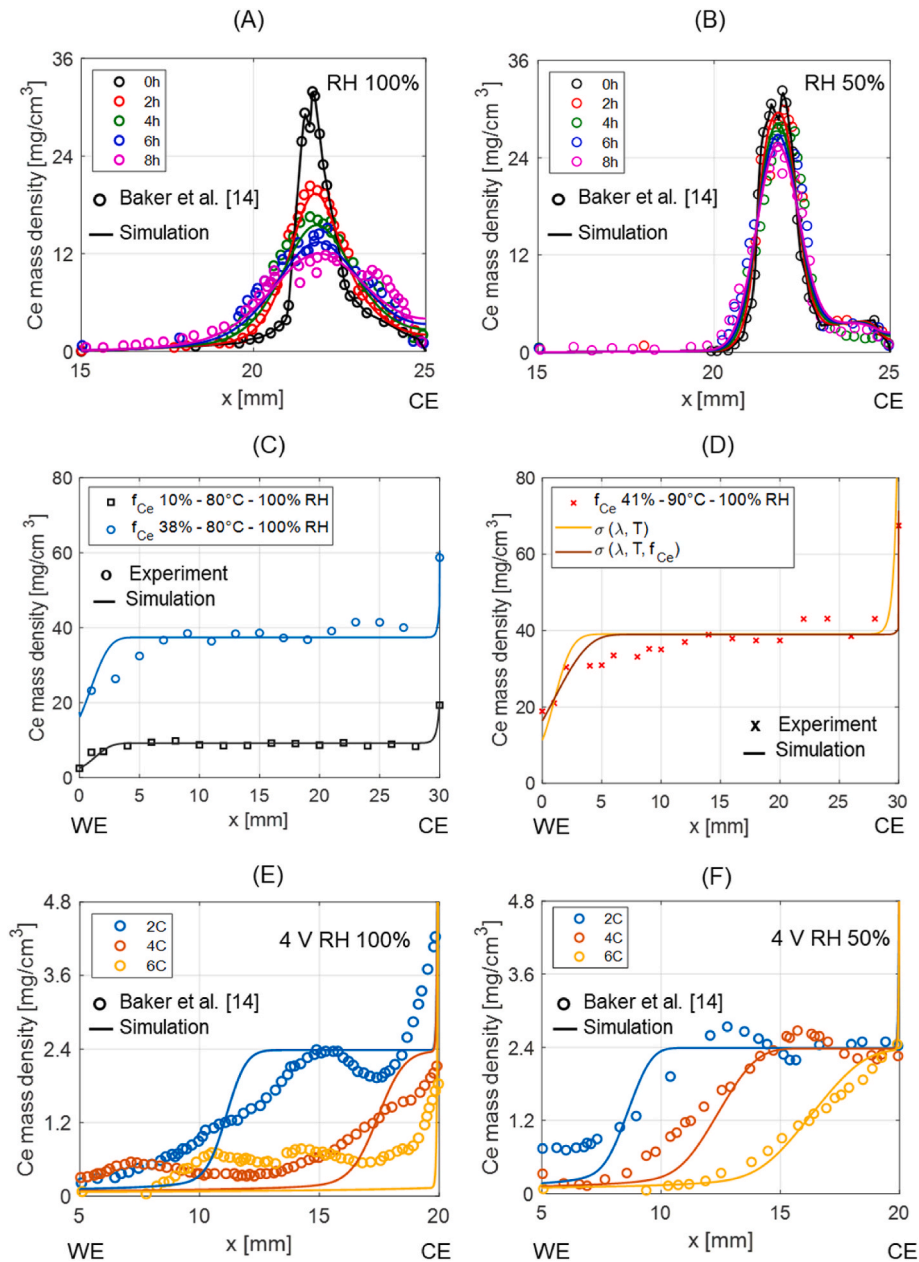 (A)
Ce mass density [mg/cm³]
36
24
12
0
0h
2h
4h
6h
8h
RH 100%
Baker et al. [14]
Simulation
15
20
25
x [mm]
CE
(B)
Ce mass density [mg/cm³]
36
24
12
0
0h
2h
4h
6h
8h
RH 50%
Baker et al. [14]
Simulation
15
20
25
x [mm]
CE
(C)
Ce mass density [mg/cm³]
80
60
40
20
0
f_Ce 10% - 80°C - 100% RH
f_Ce 38% - 80°C - 100% RH
Experiment
Simulation
0 5 10 15 20 25 30
WE
x [mm]
CE
(D)
Ce mass density [mg/cm³]
80
60
40
20
0
f_Ce 41% - 90°C - 100% RH
σ (λ, T)
σ (λ, T, f_Ce)
Experiment
Simulation
0 5 10 15 20 25 30
WE
x [mm]
CE
(E)
Ce mass density [mg/cm³]
4.8
3.6
2.4
1.2
0
2C
4C
6C
4 V RH 100%
Baker et al. [14]
Simulation
5 10 15 20
WE
x [mm]
CE
(F)
Ce mass density [mg/cm³]
4.8
3.6
2.4
1.2
0
2C
4C
6C
4 V RH 50%
Baker et al. [14]
Simulation
5 10 15 20
WE
x [mm]
CE